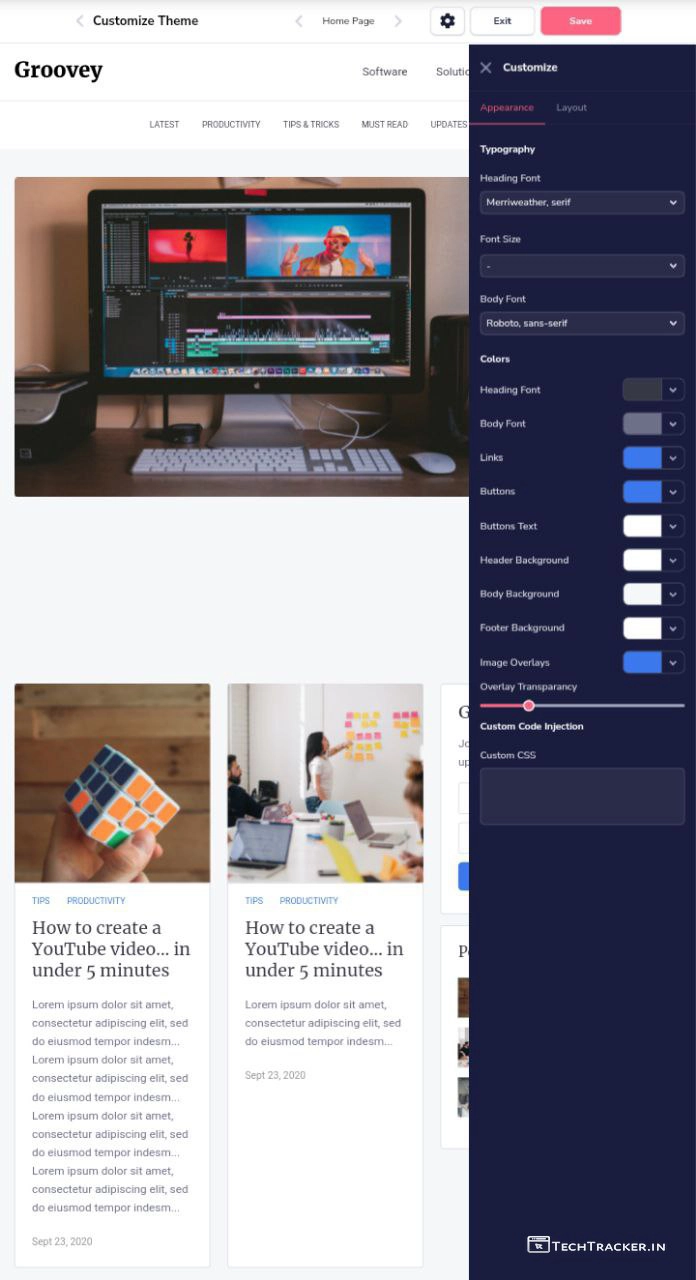 Customize Theme
Home Page
Exit
Save
Groovey
Software
LATEST
PRODUCTIVITY
TIPS & TRICKS
MUST READ
UPDATES
TIPS
PRODUCTIVITY
How to create a
YouTube video... in
under 5 minutes
Lorem ipsum dolor sit amet,
consectetur adipiscing elit, sed
do eiusmod tempor indesm...
Lorem ipsum dolor sit amet,
consectetur adipiscing elit, sed
do eiusmod tempor indesm...
Lorem ipsum dolor sit amet,
consectetur adipiscing elit, sed
do eiusmod tempor indesm...
Lorem ipsum dolor sit amet,
consectetur adipiscing elit, sed
do eiusmod tempor indesm...
Sept 23, 2020
TIPS
PRODUCTIVITY
How to create a
YouTube video... in
under 5 minutes
Lorem ipsum dolor sit amet,
consectetur adipiscing elit, sed
do eiusmod tempor indesm...
Sept 23, 2020
Customize
Appearance
Layout
Typography
Heading Font
Merriweather, serif
Font Size
-
Body Font
Roboto, sans-serif
Colors
Heading Font
Body Font
Links
Buttons
Buttons Text
Header Background
Body Background
Footer Background
Image Overlays
Overlay Transparancy
Custom Code Injection
Custom CSS
TECHTRACKER.IN